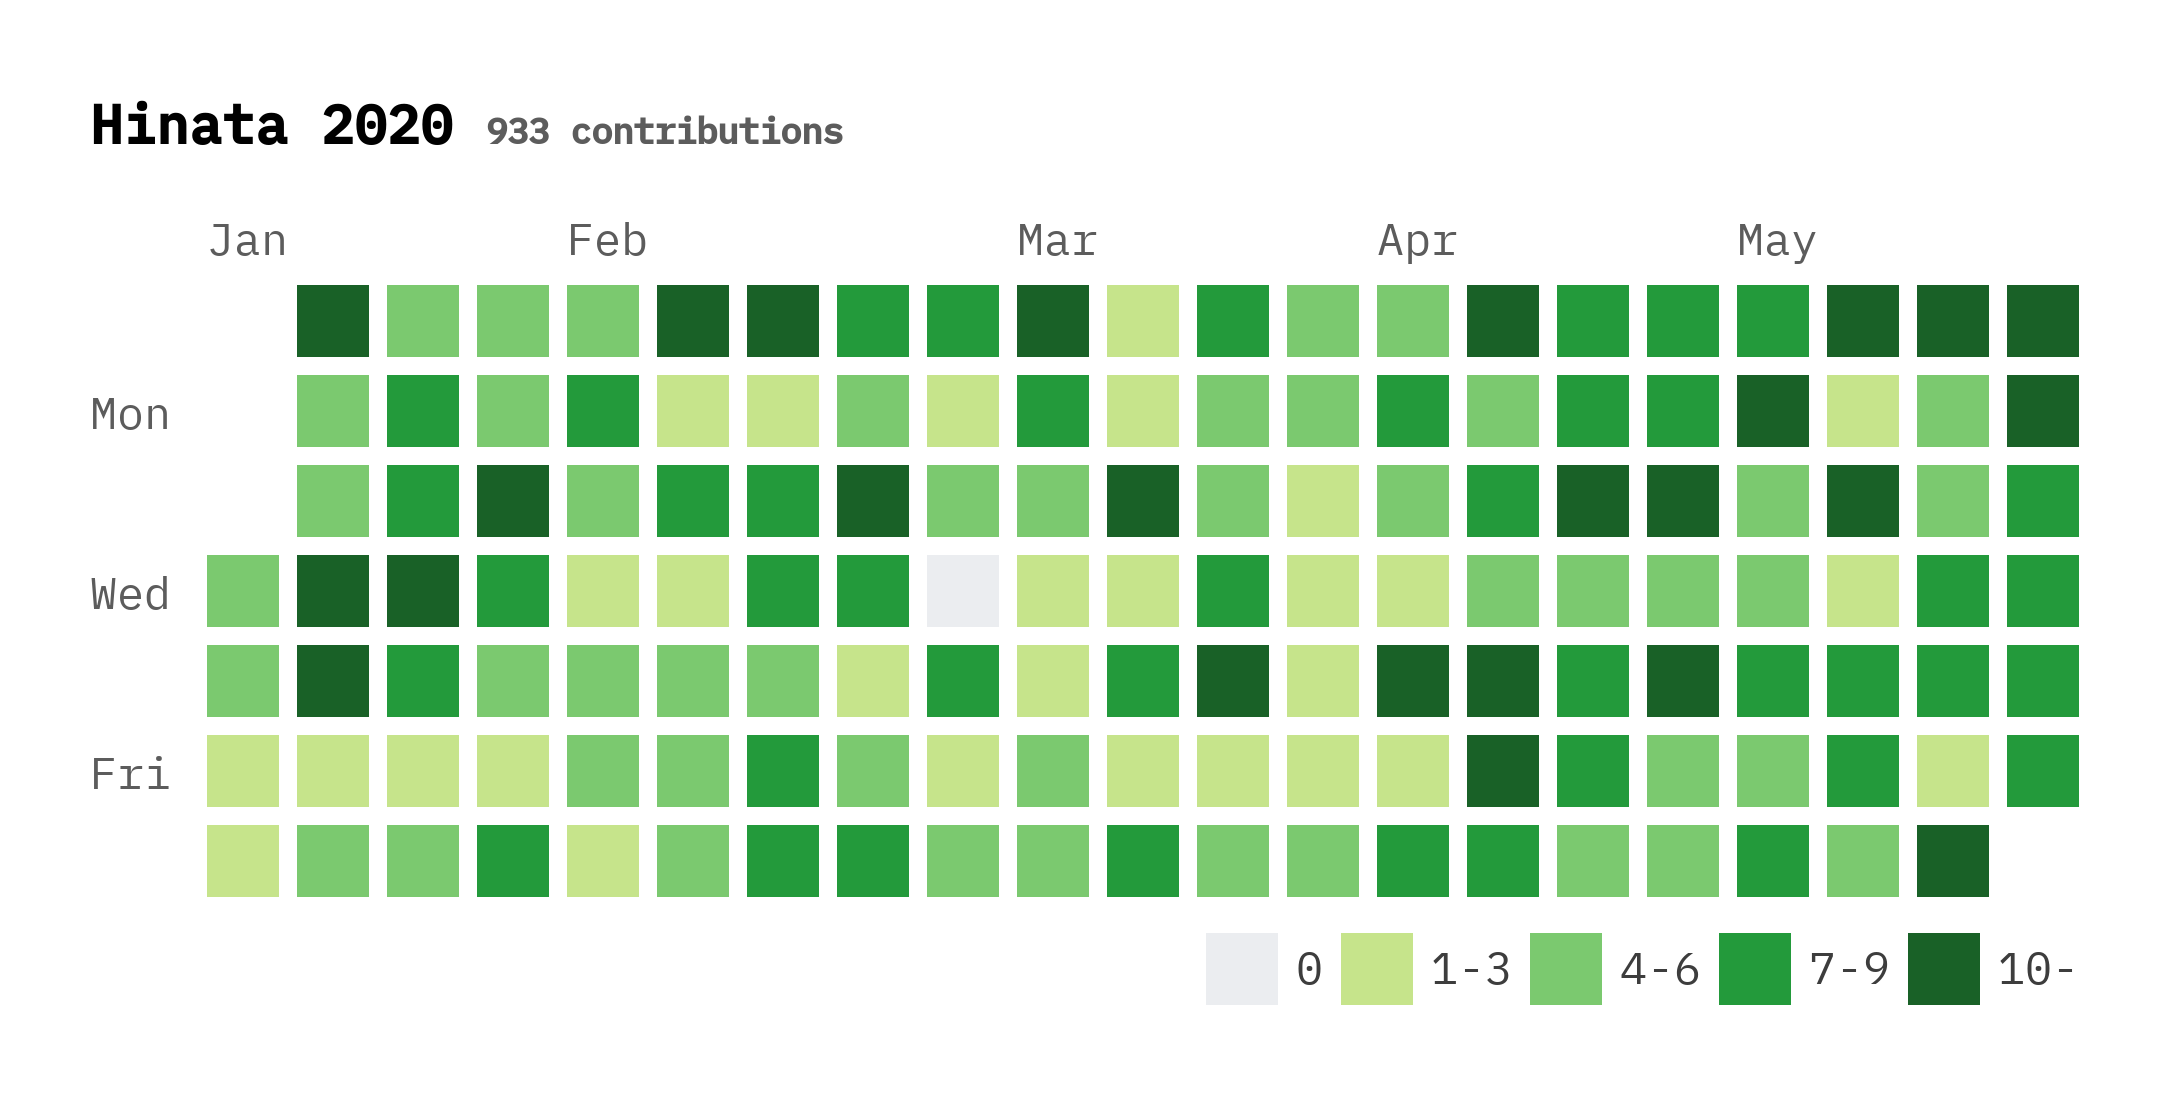 Hinata 2020 933 contributions
Jan Feb Mar Apr May
Mon
Wed
Fri
0 1-3 4-6 7-9 10-